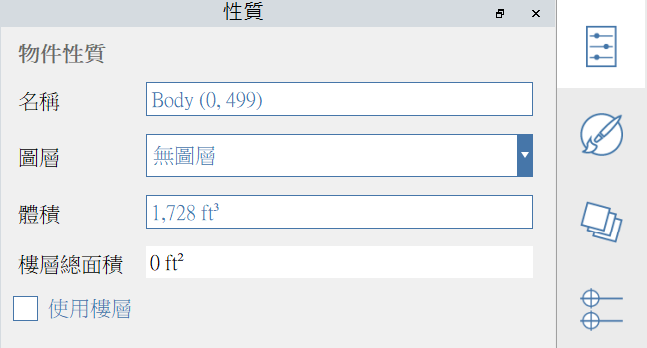 性質
物件性質
名稱 Body (0, 499)
圖層 無圖層
體積 1,728 ft³
樓層總面積 0 ft²
使用樓層